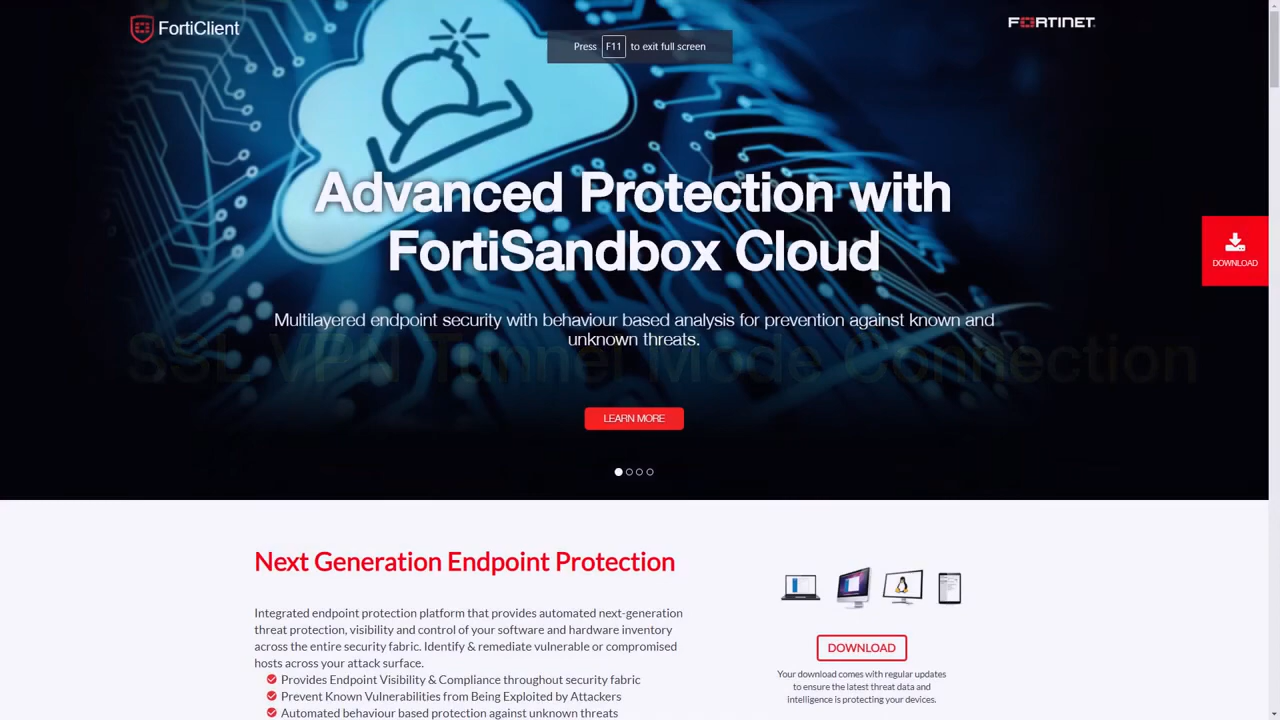 FortiClient
FORTINET
Press F11 to exit full screen
Advanced Protection with
FortiSandbox Cloud
DOWNLOAD
Multilayered endpoint security with behaviour based analysis for prevention against known and
unknown threats.
SSL VPN Tunnel Mode Connection
LEARN MORE
Next Generation Endpoint Protection
Integrated endpoint protection platform that provides automated next-generation
threat protection, visibility and control of your software and hardware inventory
across the entire security fabric. Identify & remediate vulnerable or compromised
hosts across your attack surface.
Provides Endpoint Visibility & Compliance throughout security fabric
Prevent Known Vulnerabilities from Being Exploited by Attackers
Automated behaviour based protection against unknown threats
DOWNLOAD
Your download comes with regular updates
to ensure the latest threat data and
intelligence is protecting your devices.